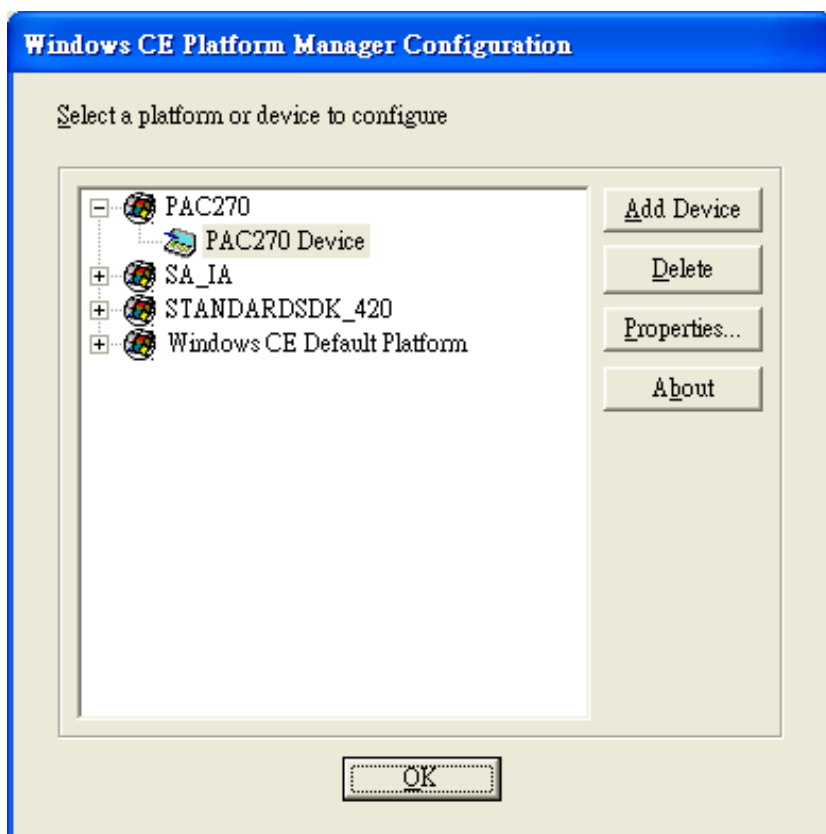 Windows CE Platform Manager Configuration
Select a platform or device to configure
PAC270
PAC270 Device
SA_IA
STANDARDSDK_420
Windows CE Default Platform
Add Device
Delete
Properties...
About
OK